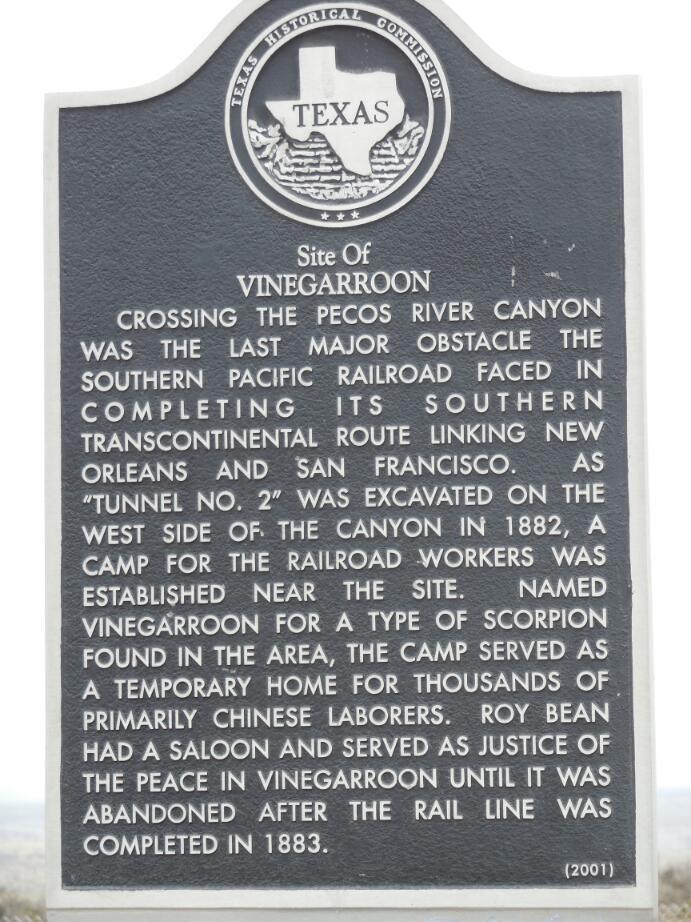 TEXAS HISTORICAL COMMISSION
TEXAS
Site Of
VINEGARROON
CROSSING THE PECOS RIVER CANYON
WAS THE LAST MAJOR OBSTACLE THE
SOUTHERN PACIFIC RAILROAD FACED IN
COMPLETING ITS SOUTHERN
TRANSCONTINENTAL ROUTE LINKING NEW
ORLEANS AND SAN FRANCISCO. AS
"TUNNEL NO. 2" WAS EXCAVATED ON THE
WEST SIDE OF THE CANYON IN 1882, A
CAMP FOR THE RAILROAD WORKERS WAS
ESTABLISHED NEAR THE SITE. NAMED
VINEGARROON FOR A TYPE OF SCORPION
FOUND IN THE AREA, THE CAMP SERVED AS
A TEMPORARY HOME FOR THOUSANDS OF
PRIMARILY CHINESE LABORERS. ROY BEAN
HAD A SALOON AND SERVED AS JUSTICE OF
THE PEACE IN VINEGARROON UNTIL IT WAS
ABANDONED AFTER THE RAIL LINE WAS
COMPLETED IN 1883.
(2001)